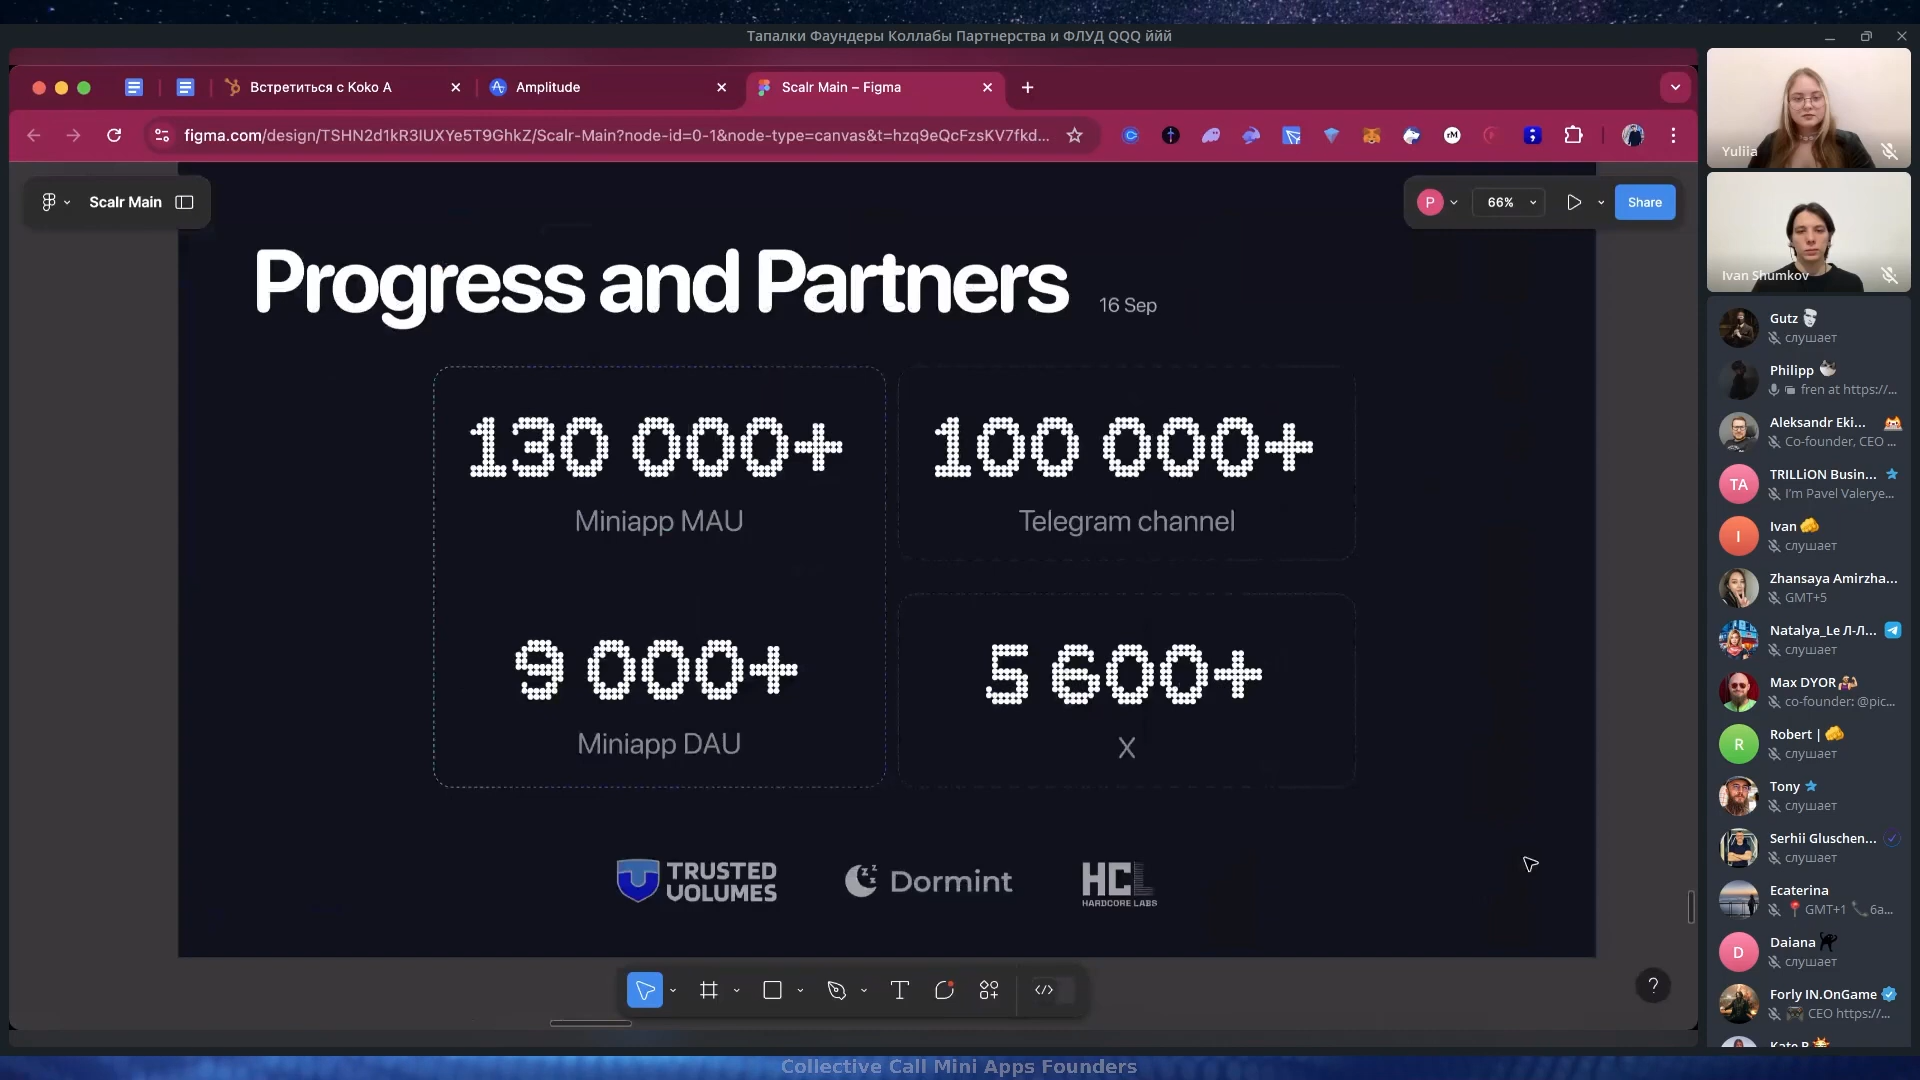 Тапалки Фаундеры Коллабы Партнерства и ФЛУД QQQ ййй
Встретиться с Koko A
Amplitude
Scalr Main – Figma
figma.com/design/TSHN2d1kR3IUXYe5T9GhkZ/Scalr-Main?node-id=0-1&node-type=canvas&t=hzq9eQcFzsKV7fkd...
Scalr Main
P
66%
Share
Progress and Partners
16 Sep
130 000+
Miniapp MAU
100 000+
Telegram channel
9 000+
Miniapp DAU
5 600+
X
TRUSTED
VOLUMES
Dormint
HCL
HARDCORE LABS
?
Yuliia
Ivan Shumkov
Gutz
слушает
Philipp
fren at https://...
Aleksandr Eki...
Co-founder, CEO ...
TA
TRILLiON Busin...
I'm Pavel Valerye...
I
Ivan
слушает
Zhansaya Amirzha...
GMT+5
Natalya_Le Л-Л...
слушает
Max DYOR
co-founder: @pic...
R
Robert |
слушает
Tony
слушает
Serhii Gluschen...
слушает
Ecaterina
GMT+1 6a...
D
Daiana
слушает
Forly IN.OnGame
CEO https://...
Collective Call Mini Apps Founders